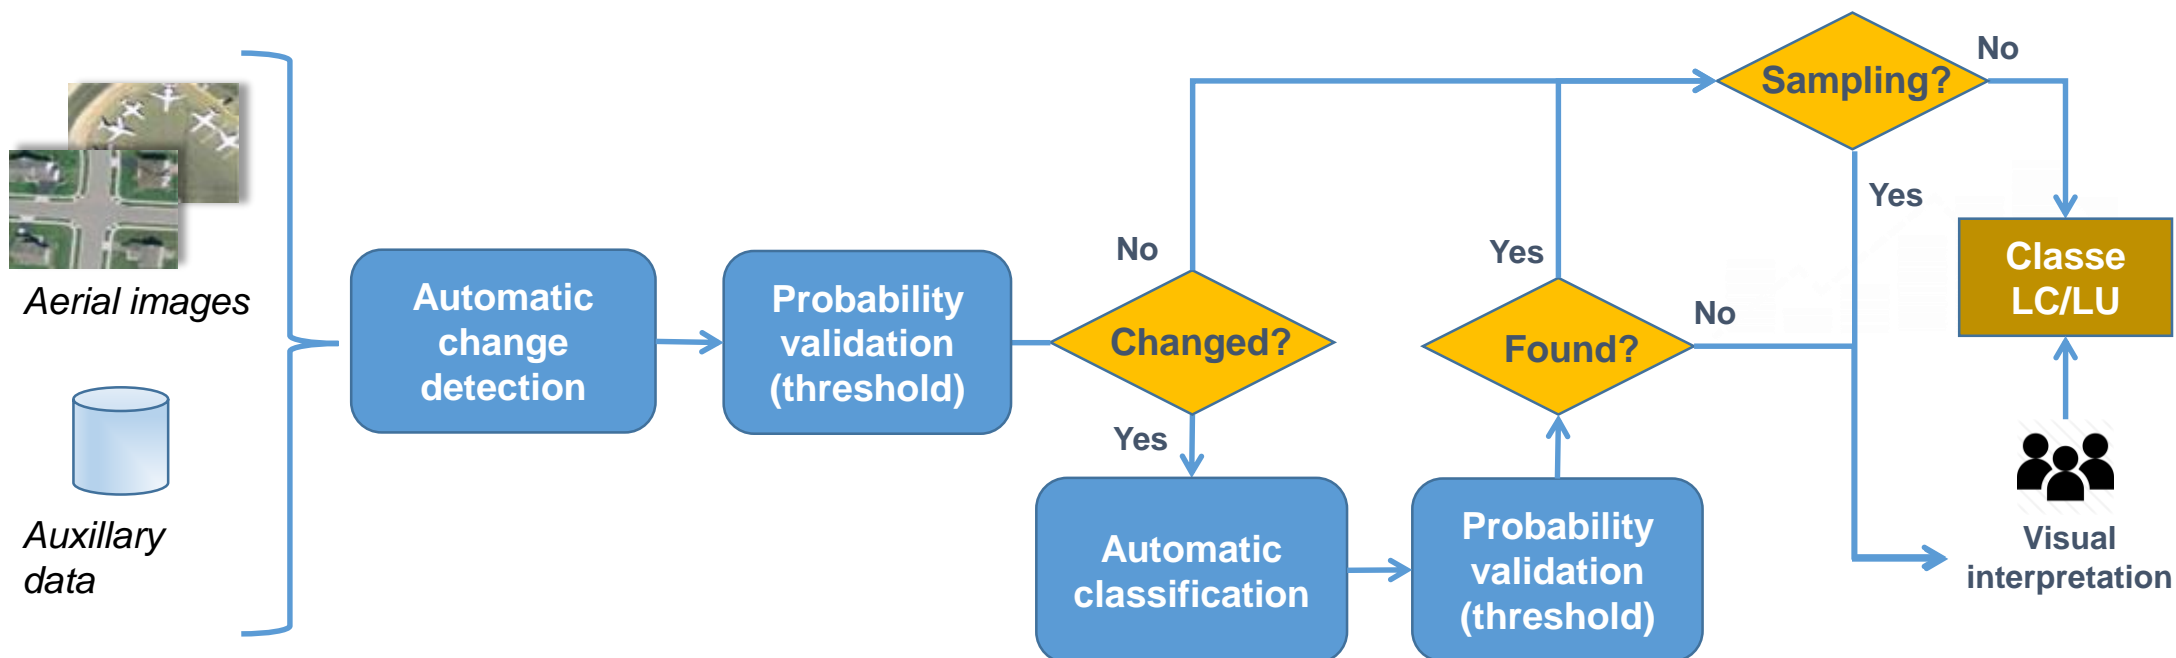 Aerial images
Auxillary
data
Automatic
change
detection
Probability
validation
(threshold)
Changed?
No
Yes
Automatic
classification
Probability
validation
(threshold)
Found?
Yes
No
Sampling?
No
Yes
Classe
LC/LU
Visual
interpretation